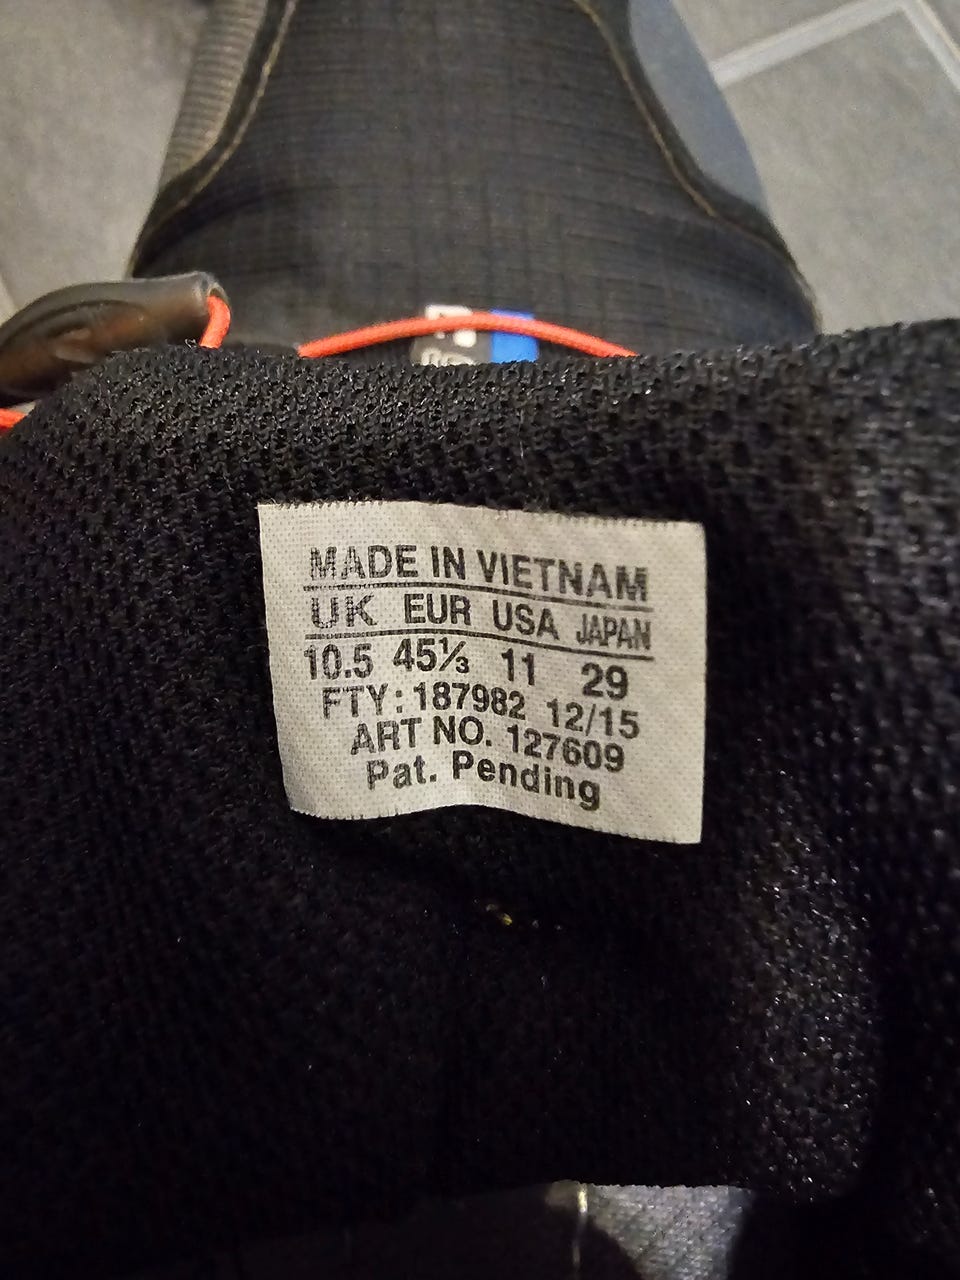 MADE IN VIETNAM
UK EUR USA JAPAN
10.5 45⅓ 11 29
FTY: 187982 12/15
ART NO. 127609
Pat. Pending